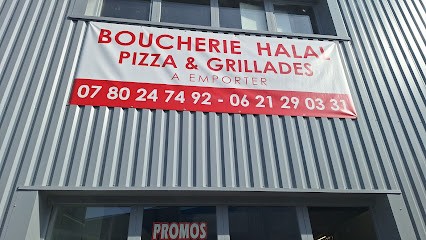 BOUCHERIE HALAL
PIZZA & GRILLADES
A EMPORTER
07 80 24 74 92 - 06 21 29 03 31
PROMOS